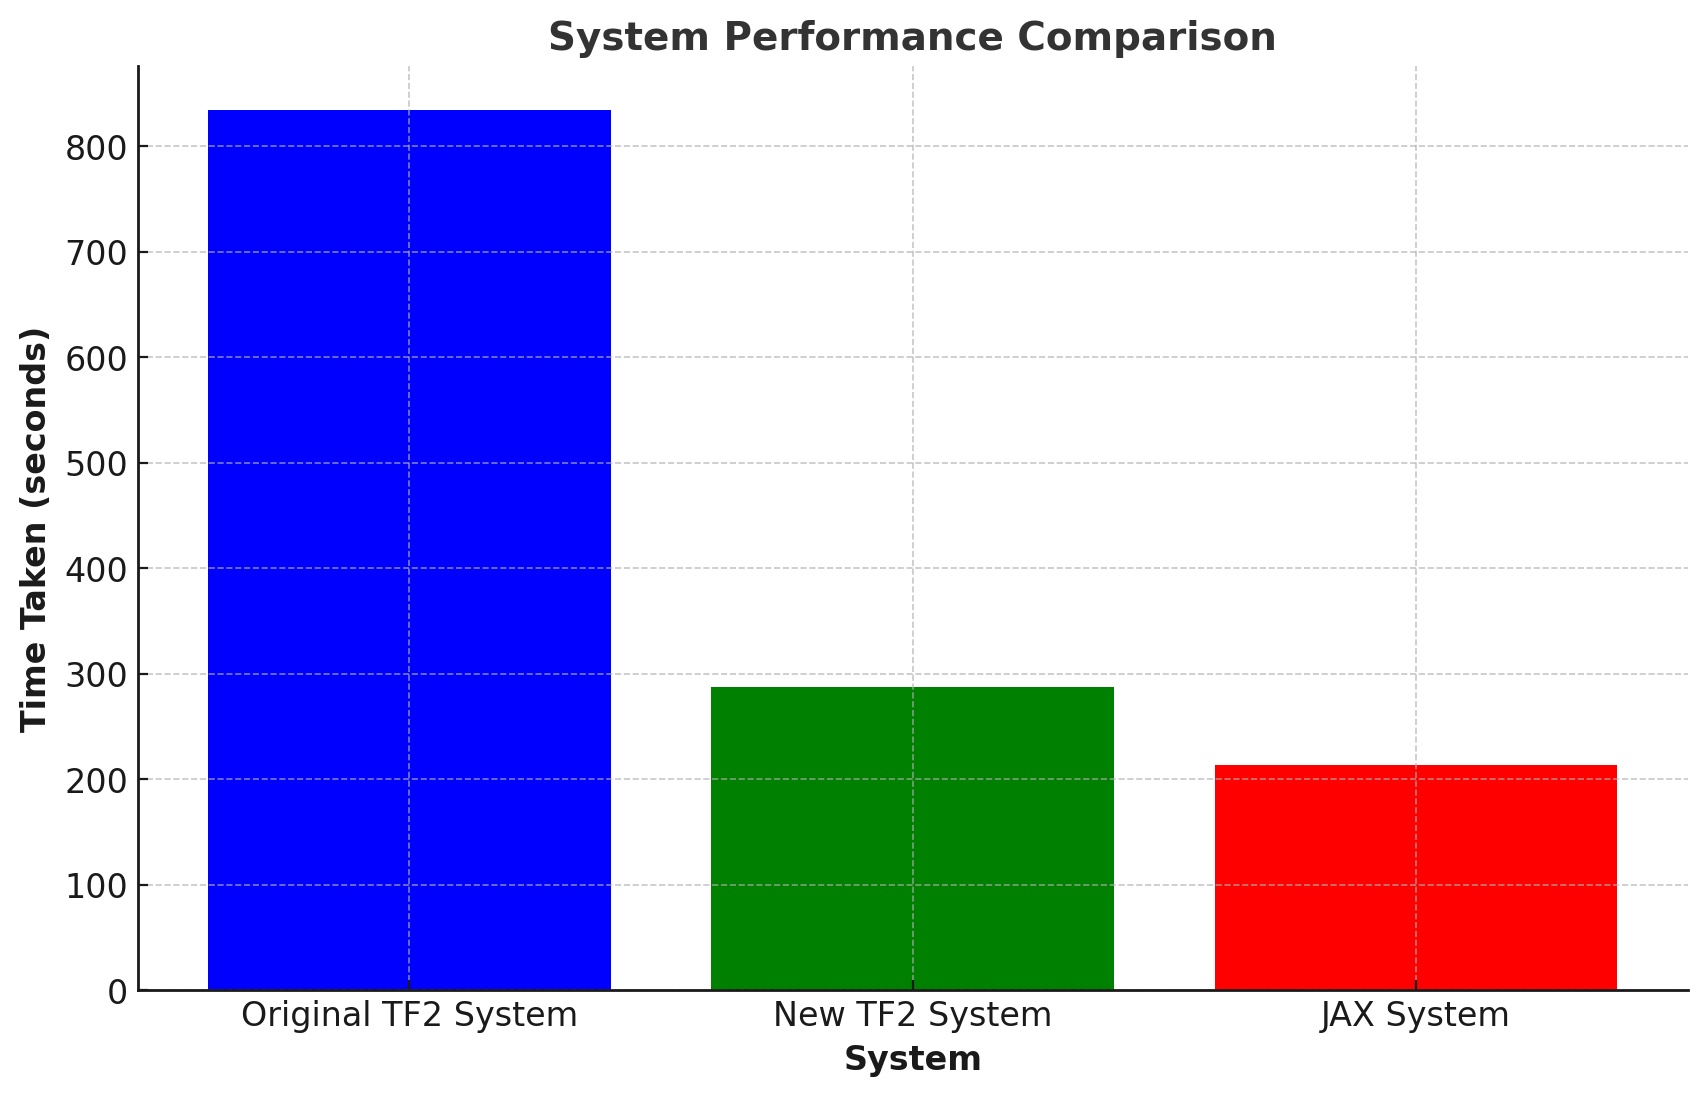 System Performance Comparison
Time Taken (seconds)
800
700
600
500
400
300
200
100
0
Original TF2 System
New TF2 System
JAX System
System